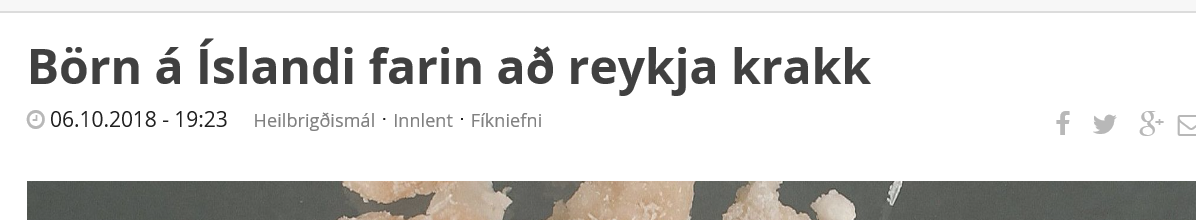 Börn á Íslandi farin að reykja krakk
06.10.2018 - 19:23 Heilbrigðismál · Innlent · Fíkniefni